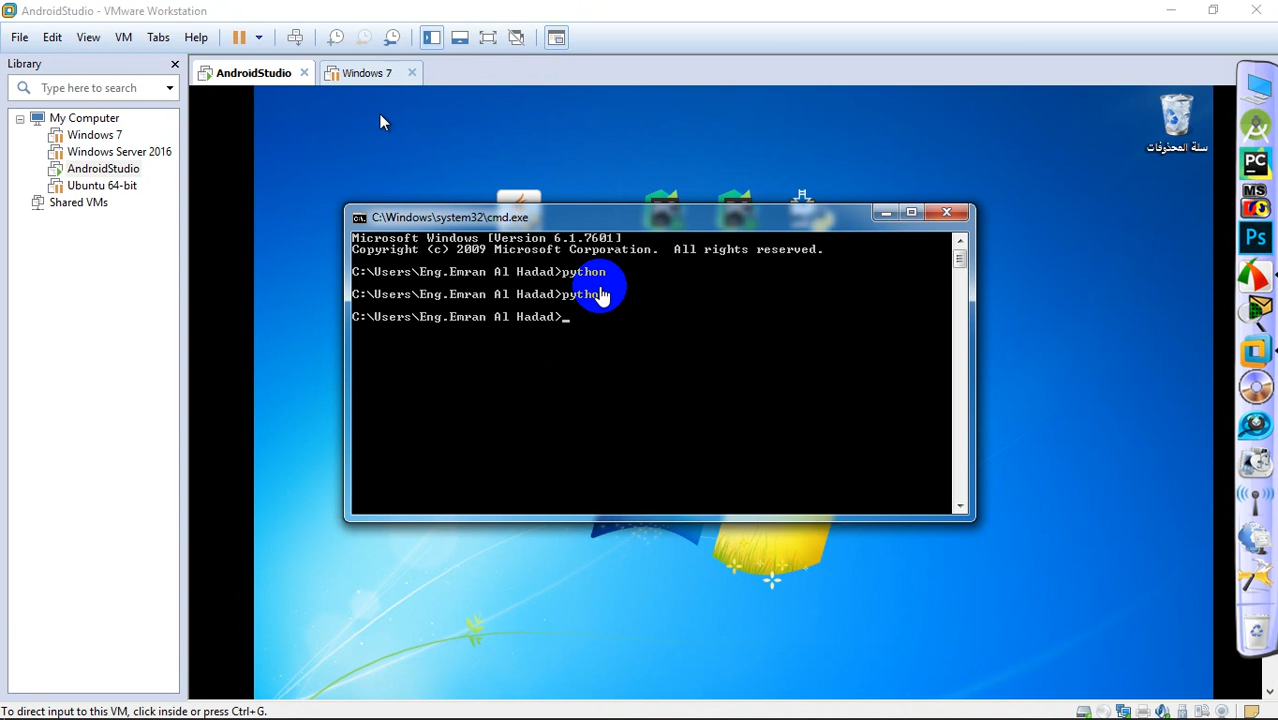 AndroidStudio - VMware Workstation
File Edit View VM Tabs Help
Library
Type here to search
My Computer
Windows 7
Windows Server 2016
AndroidStudio
Ubuntu 64-bit
Shared VMs
AndroidStudio
Windows 7
سلة المحذوفات
C:\Windows\system32\cmd.exe
Microsoft Windows [Version 6.1.7601]
Copyright (c) 2009 Microsoft Corporation. All rights reserved.
C:\Users\Eng.Emran Al Hadad>python
C:\Users\Eng.Emran Al Hadad>python
C:\Users\Eng.Emran Al Hadad>_
PC
MS
Ps
To direct input to this VM, click inside or press Ctrl+G.